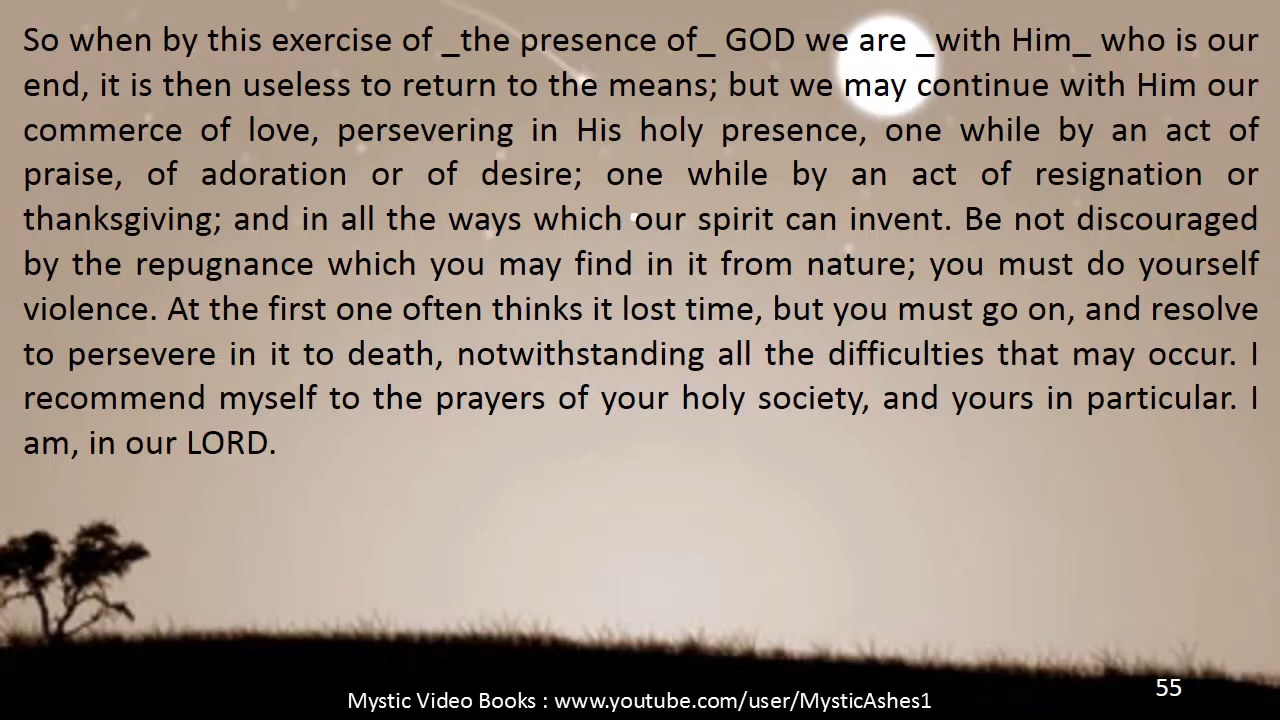 So when by this exercise of _the presence of_ GOD we are _with Him_ who is our
end, it is then useless to return to the means; but we may continue with Him our
commerce of love, persevering in His holy presence, one while by an act of
praise, of adoration or of desire; one while by an act of resignation or
thanksgiving; and in all the ways which our spirit can invent. Be not discouraged
by the repugnance which you may find in it from nature; you must do yourself
violence. At the first one often thinks it lost time, but you must go on, and resolve
to persevere in it to death, notwithstanding all the difficulties that may occur. I
recommend myself to the prayers of your holy society, and yours in particular. I
am, in our LORD.
55
Mystic Video Books : www.youtube.com/user/MysticAshes1